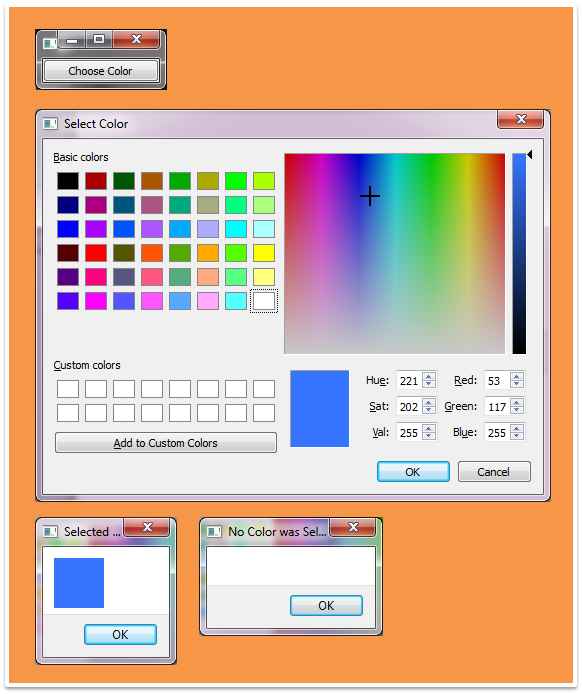 Choose Color
Select Color
Basic colors
Custom colors
Hue: 221 Red: 53
Sat: 202 Green: 117
Val: 255 Blue: 255
Add to Custom Colors
OK Cancel
Selected ...
No Color was Sel...
OK
OK